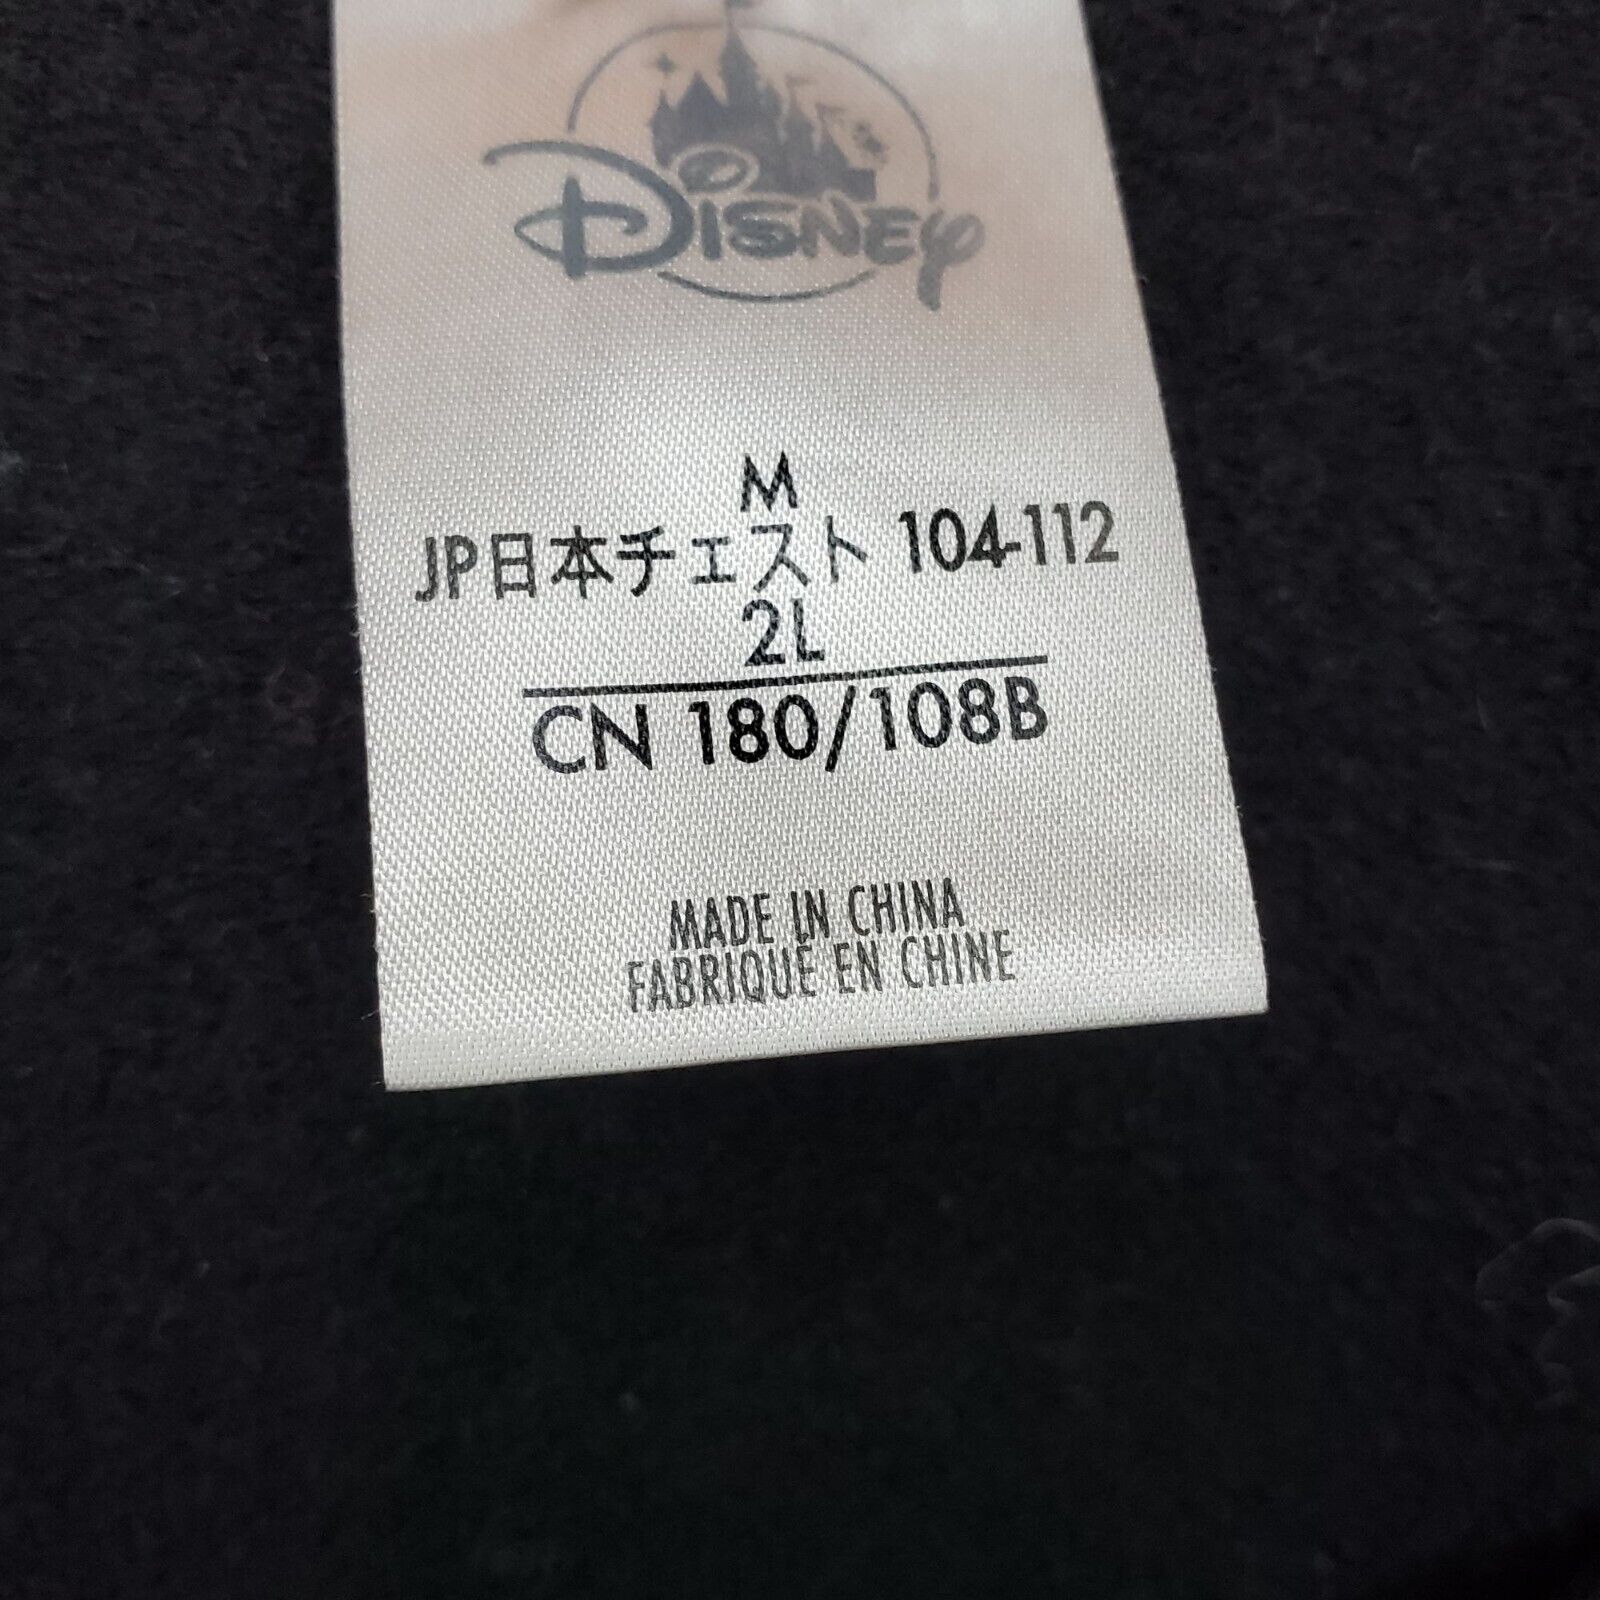 Disney
M
JP日本チェスト 104-112
2L
CN 180/108B
MADE IN CHINA
FABRIQUÉ EN CHINE